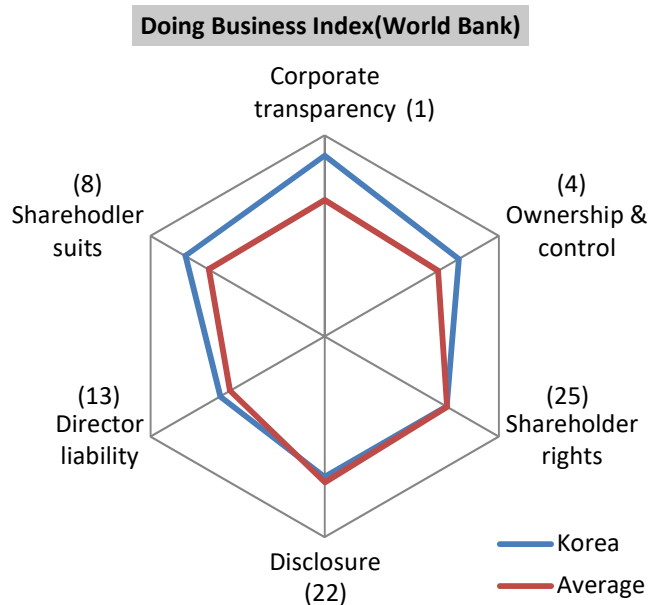 Doing Business Index(World Bank)
Corporate
transparency (1)
(8)
Sharehodler
suits
(4)
Ownership &
control
(13)
Director
liability
(25)
Shareholder
rights
Disclosure
(22)
Korea
Average